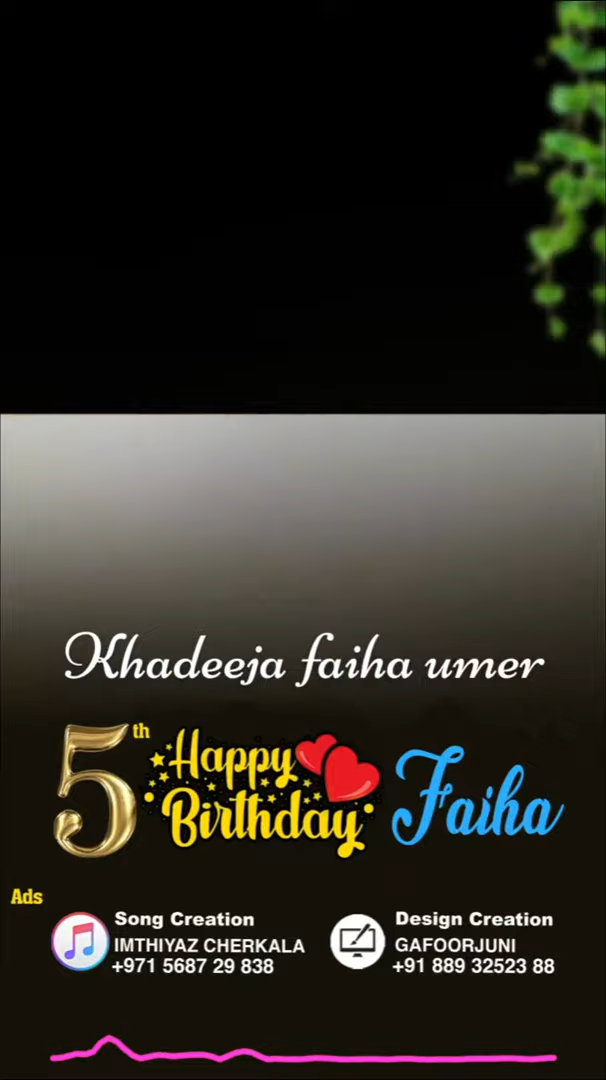 Khadeeja faiha umer
5th Happy Birthday Faiha
Ads
Song Creation
IMTHIYAZ CHERKALA
+971 5687 29 838
Design Creation
GAFOORJUNI
+91 889 32523 88